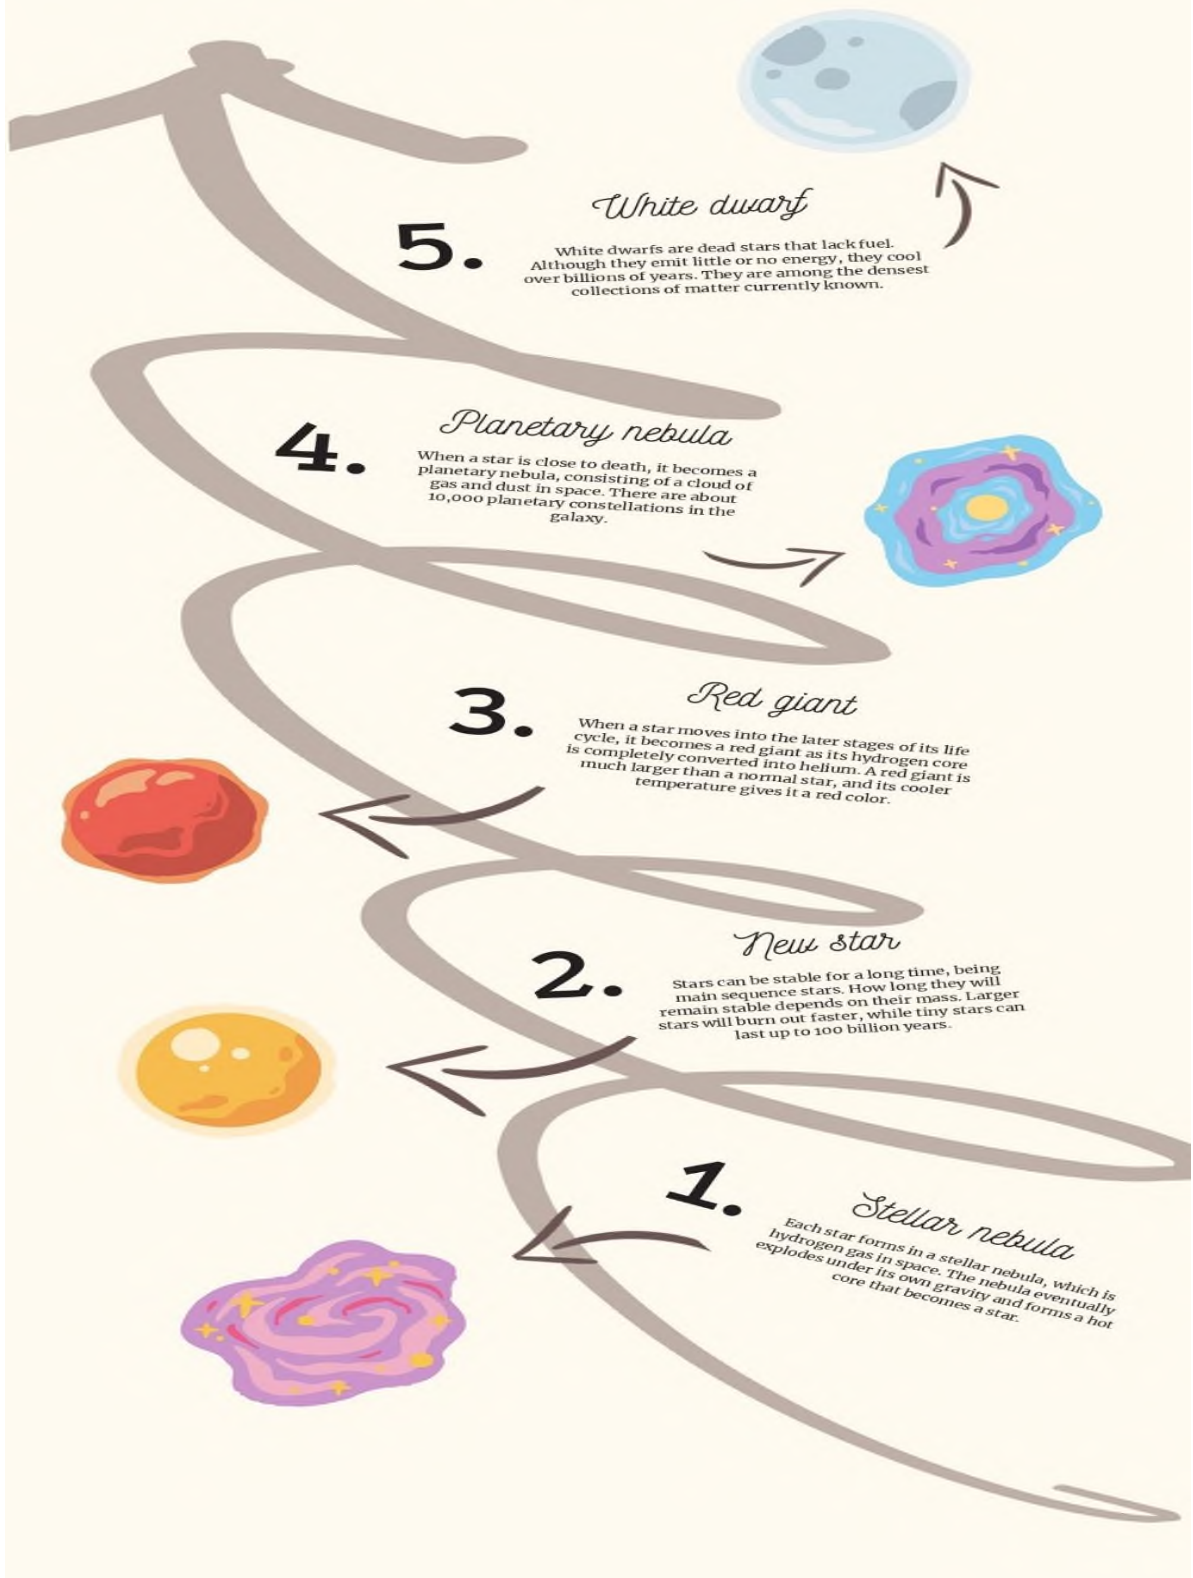 5.
White dwarf
White dwarfs are dead stars that lack fuel.
Although they emit little or no energy, they cool
over billions of years. They are among the densest
collections of matter currently known.
4.
Planetary nebula
When a star is close to death, it becomes a
planetary nebula, consisting of a cloud of
gas and dust in space. There are about
10,000 planetary constellations in the
galaxy.
3.
Red giant
When a star moves into the later stages of its life
cycle, it becomes a red giant as its hydrogen core
is completely converted into helium. A red giant is
much larger than a normal star, and its cooler
temperature gives it a red color.
2.
New star
Stars can be stable for a long time, being
main sequence stars. How long they will
remain stable depends on their mass. Larger
stars will burn out faster, while tiny stars can
last up to 100 billion years.
1.
Stellar nebula
Each star forms in a stellar nebula, which is
hydrogen gas in space. The nebula eventually
explodes under its own gravity and forms a hot
core that becomes a star.